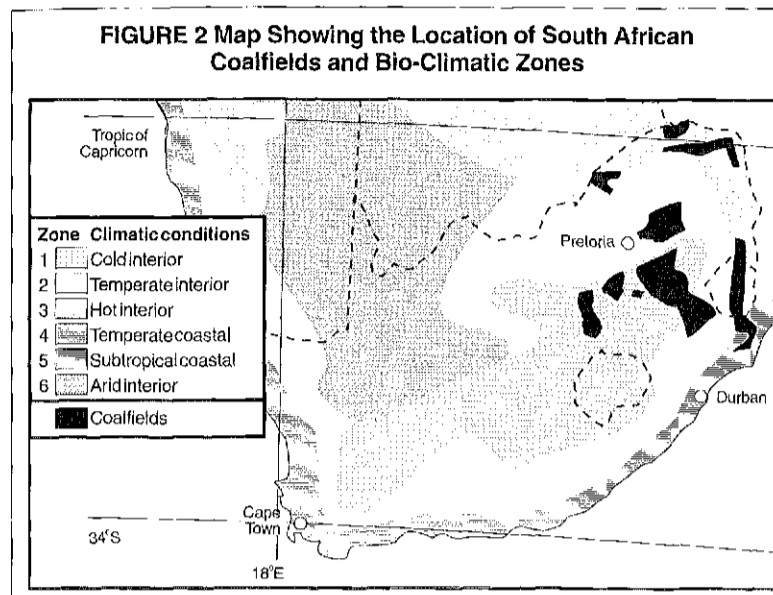 FIGURE 2 Map Showing the Location of South African
Coalfields and Bio-Climatic Zones
Tropic of
Capricorn
Zone Climatic conditions
1 Cold interior
2 Temperate interior
3 Hot interior
4 Temperate coastal
5 Subtropical coastal
6 Arid interior
Coalfields
Pretoria
Durban
Cape
Town
34°S
18°E